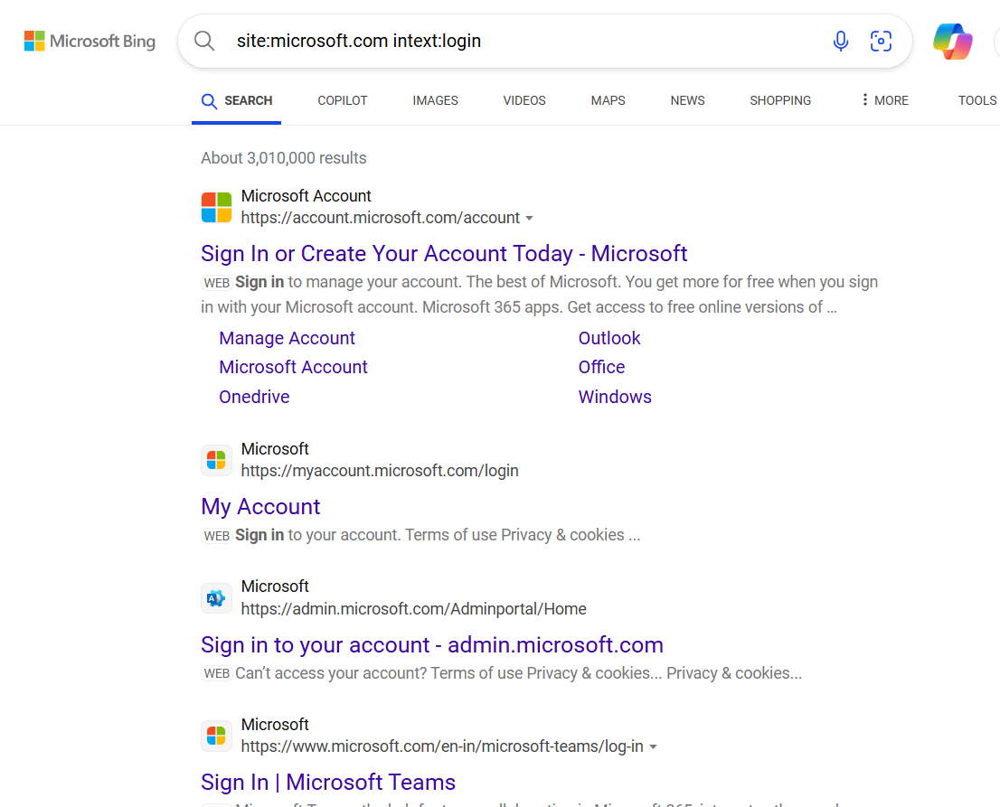 Microsoft Bing
site:microsoft.com intext:login
SEARCH COPILOT IMAGES VIDEOS MAPS NEWS SHOPPING MORE TOOLS
About 3,010,000 results
Microsoft Account
https://account.microsoft.com/account
Sign In or Create Your Account Today - Microsoft
WEB Sign in to manage your account. The best of Microsoft. You get more for free when you sign
in with your Microsoft account. Microsoft 365 apps. Get access to free online versions of ...
Manage Account Outlook
Microsoft Account Office
Onedrive Windows
Microsoft
https://myaccount.microsoft.com/login
My Account
WEB Sign in to your account. Terms of use Privacy & cookies ...
Microsoft
https://admin.microsoft.com/Adminportal/Home
Sign in to your account - admin.microsoft.com
WEB Can't access your account? Terms of use Privacy & cookies... Privacy & cookies...
Microsoft
https://www.microsoft.com/en-in/microsoft-teams/log-in
Sign In | Microsoft Teams